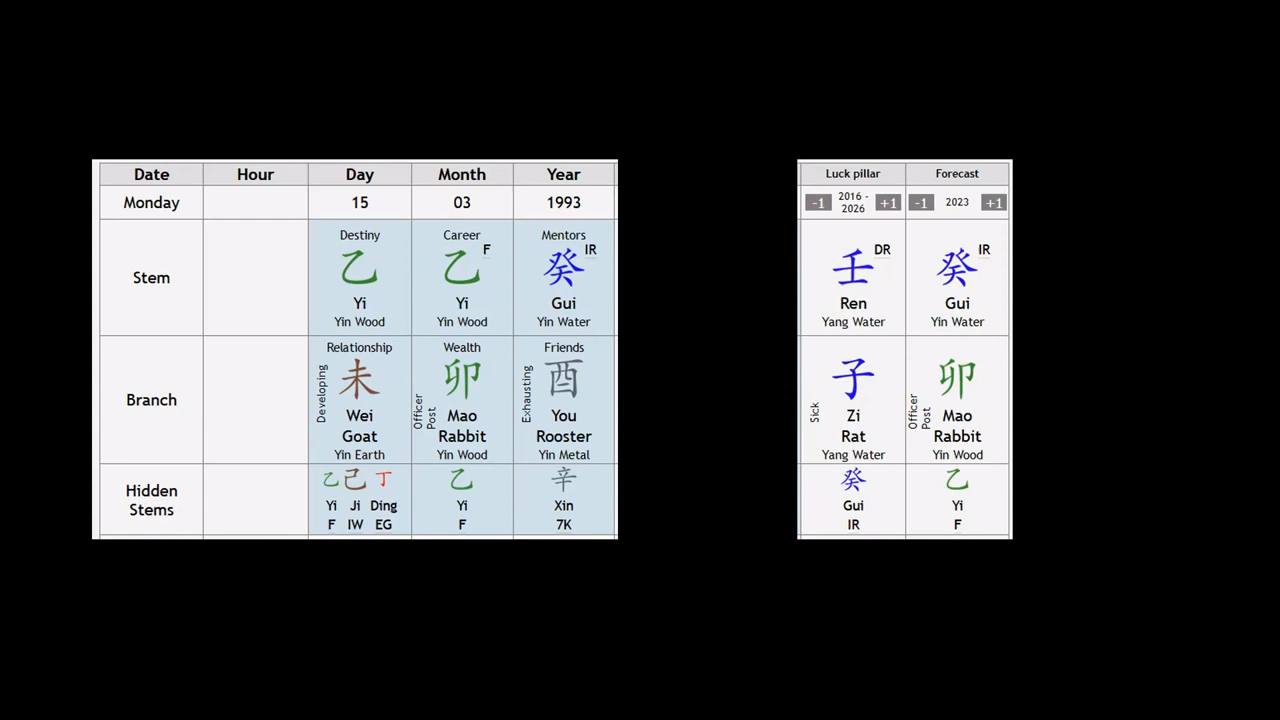 Date Hour Day Month Year
Monday 15 03 1993
Destiny Career Mentors
Stem 乙 乙 F 癸 IR
Yi Yi Gui
Yin Wood Yin Wood Yin Water
Relationship Wealth Friends
Branch Developing 未 Officer Post 卯 Exhausting 酉
Wei Mao You
Goat Rabbit Rooster
Yin Earth Yin Wood Yin Metal
Hidden Stems 乙 己 丁 乙 辛
Yi Ji Ding Yi Xin
F IW EG F 7K
Luck pillar Forecast
-1 2016 - 2026 +1 -1 2023 +1
壬 DR 癸 IR
Ren Gui
Yang Water Yin Water
Sick 子 Officer Post 卯
Zi Mao
Rat Rabbit
Yang Water Yin Wood
癸 乙
Gui Yi
IR F